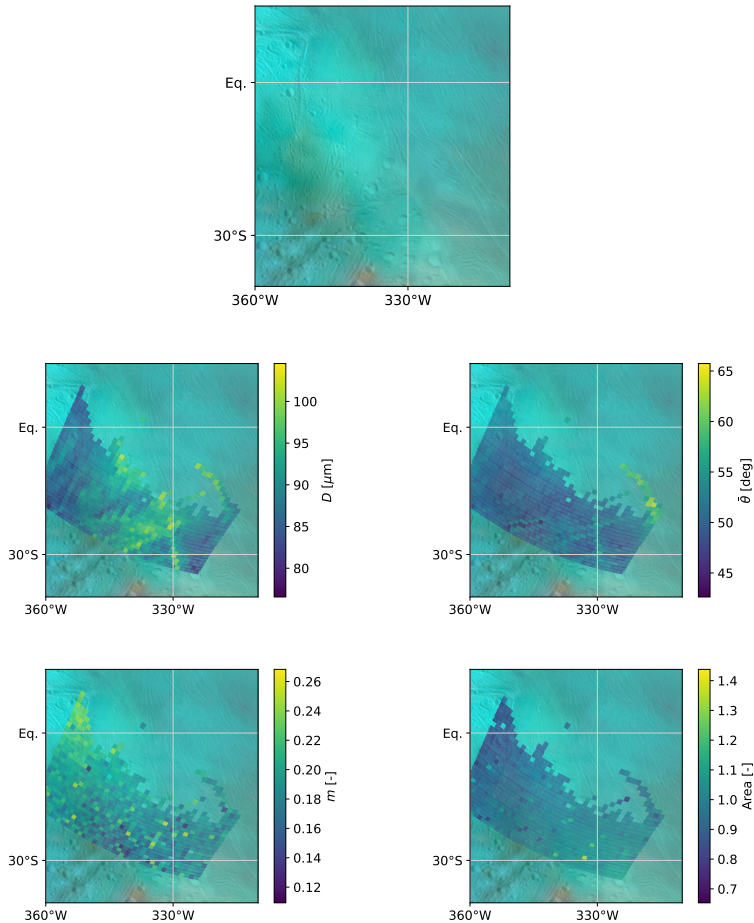 Eq.
30°S
360°W 330°W
Eq.
30°S
360°W 330°W
100
95
90
85
80
D [μm]
Eq.
30°S
360°W 330°W
65
60
55
50
45
θ̄ [deg]
Eq.
30°S
360°W 330°W
0.26
0.24
0.22
0.20
0.18
0.16
0.14
0.12
m [-]
Eq.
30°S
360°W 330°W
1.4
1.3
1.2
1.1
1.0
0.9
0.8
0.7
Area [-]